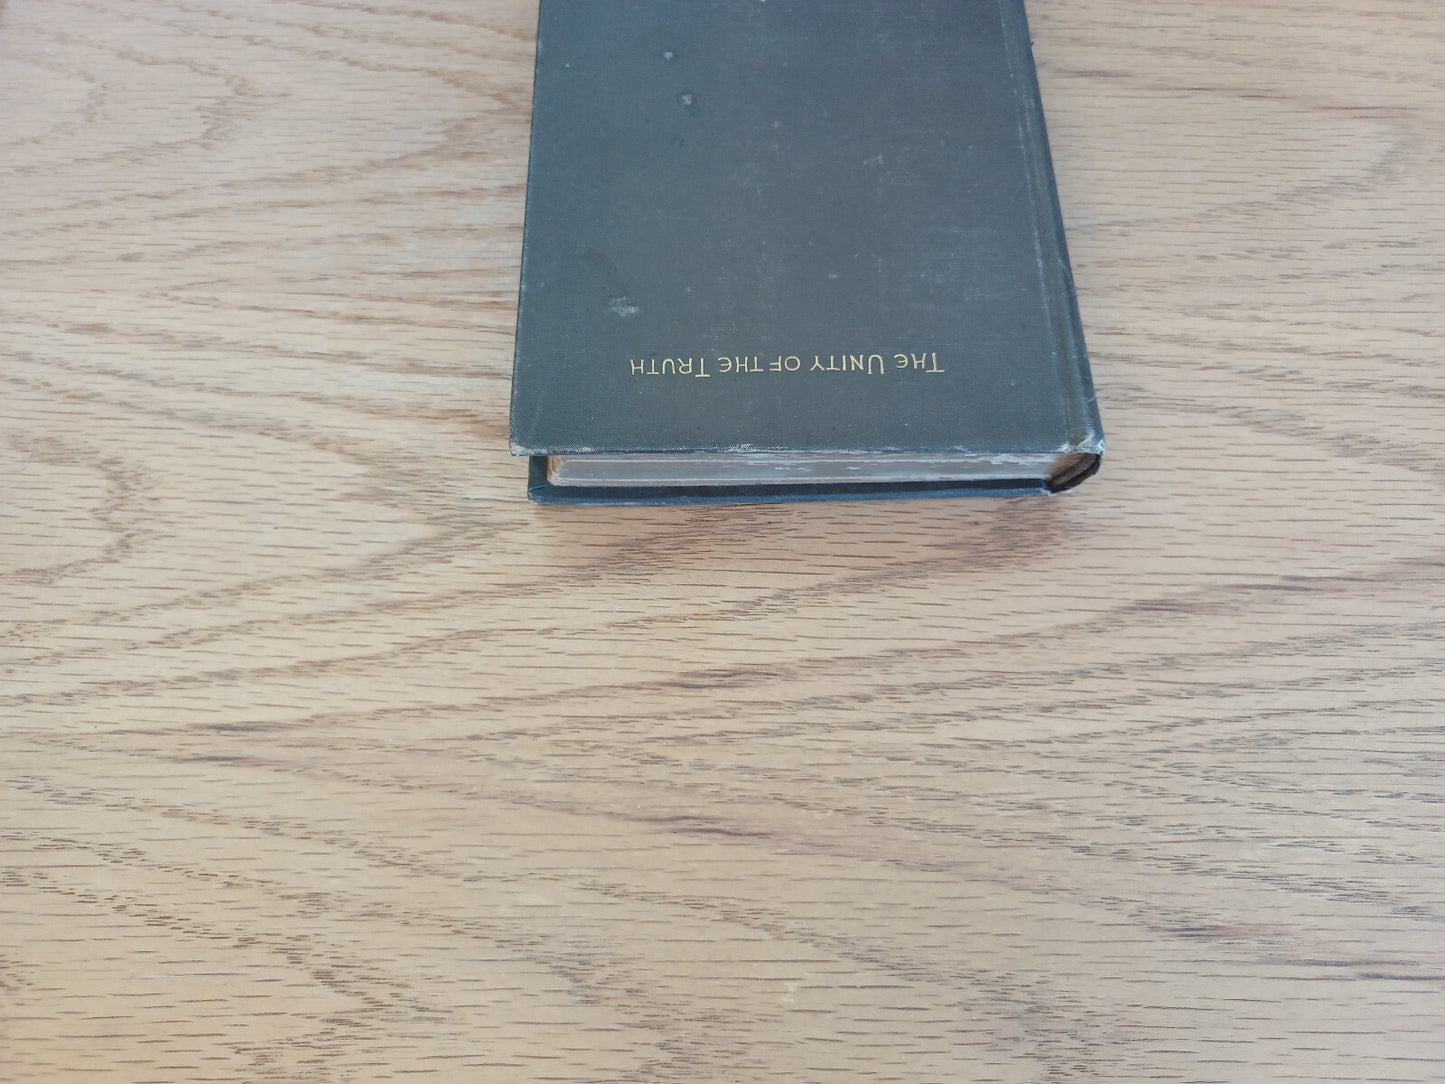 THE UNITY OF THE TRUTH